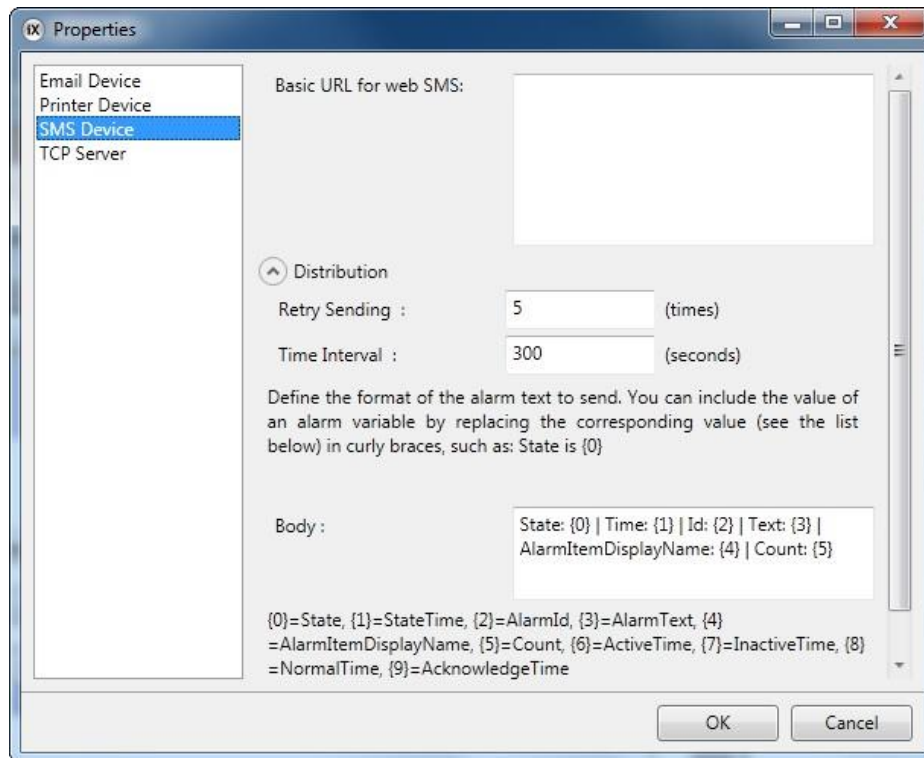 iX Properties
Email Device
Printer Device
SMS Device
TCP Server
Basic URL for web SMS:
Distribution
Retry Sending : 5 (times)
Time Interval : 300 (seconds)
Define the format of the alarm text to send. You can include the value of
an alarm variable by replacing the corresponding value (see the list
below) in curly braces, such as: State is {0}
Body :
State: {0} | Time: {1} | Id: {2} | Text: {3} |
AlarmItemDisplayName: {4} | Count: {5}
{0}=State, {1}=StateTime, {2}=AlarmId, {3}=AlarmText, {4}
=AlarmItemDisplayName, {5}=Count, {6}=ActiveTime, {7}=InactiveTime, {8}
=NormalTime, {9}=AcknowledgeTime
OK Cancel